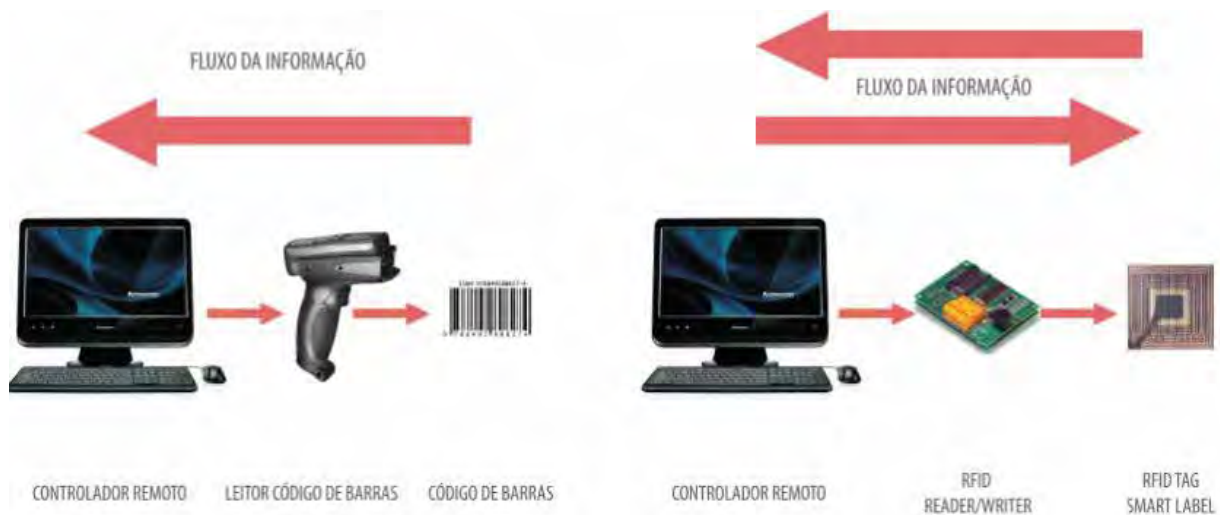 FLUXO DA INFORMAÇÃO
FLUXO DA INFORMAÇÃO
CONTROLADOR REMOTO
LEITOR CÓDIGO DE BARRAS
CÓDIGO DE BARRAS
CONTROLADOR REMOTO
RFID
READER/WRITER
RFID TAG
SMART LABEL